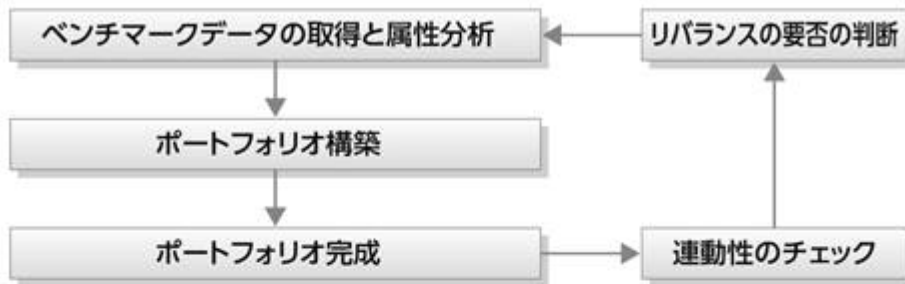 ベンチマークデータの取得と属性分析
リバランスの要否の判断
ポートフォリオ構築
ポートフォリオ完成
連動性のチェック